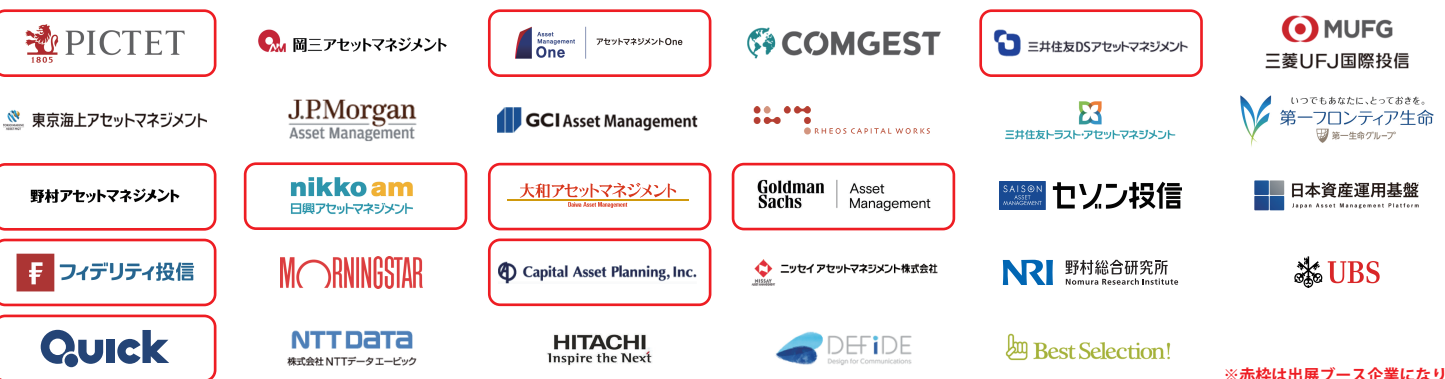 PICTET
1805
岡三アセットマネジメント
Asset
Management
One
アセットマネジメントOne
COMGEST
三井住友DSアセットマネジメント
MUFG
三菱UFJ国際投信
東京海上アセットマネジメント
J.P.Morgan
Asset Management
GCI Asset Management
RHEOS CAPITAL WORKS
三井住友トラスト・アセットマネジメント
いつでもあなたに、とっておきを。
第一フロンティア生命
第一生命グループ
野村アセットマネジメント
nikko am
日興アセットマネジメント
大和アセットマネジメント
Daiwa Asset Management
Goldman
Sachs
Asset
Management
SAISON
ASSET
MANAGEMENT
セゾン投信
日本資産運用基盤
Japan Asset Management Platform
フィデリティ投信
MORNINGSTAR
Capital Asset Planning, Inc.
ニッセイアセットマネジメント株式会社
NRI
野村総合研究所
Nomura Research Institute
UBS
QUICK
NTT DATA
株式会社 NTTデータ エービック
HITACHI
Inspire the Next
DEFiDE
Design for Communications
Best Selection!
※赤枠は出展ブース企業になり